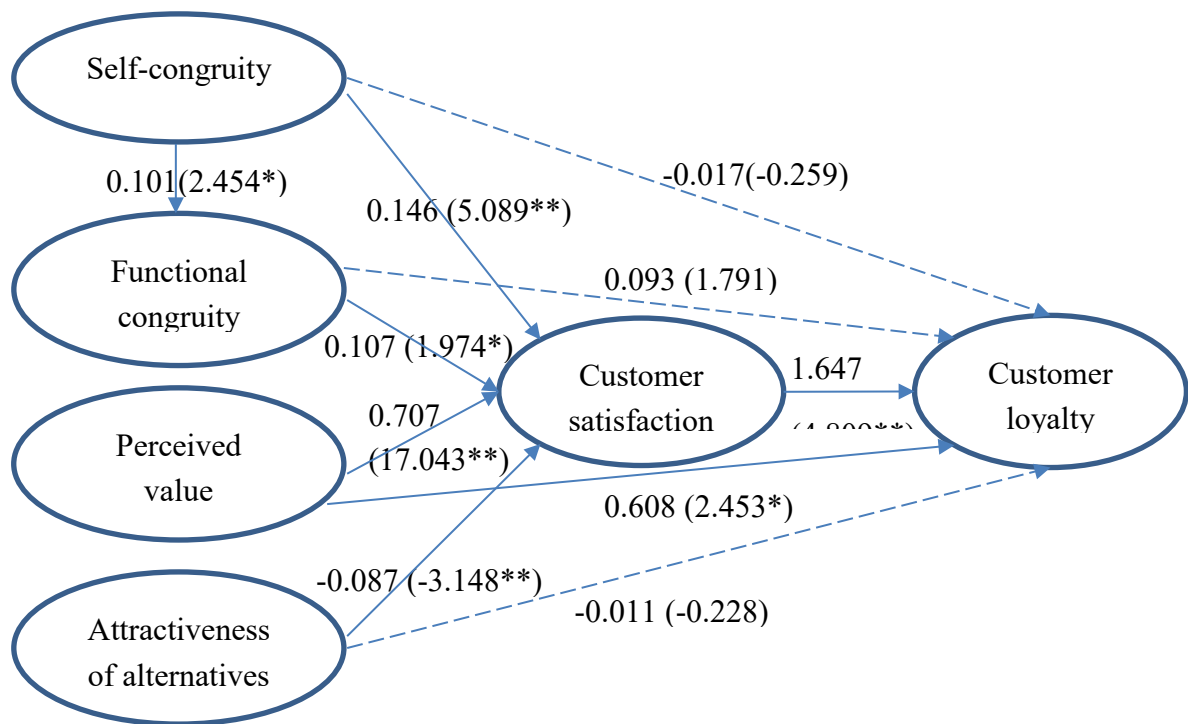 Self-congruity
0.101(2.454*)
-0.017(-0.259)
0.146 (5.089**)
Functional
congruity
0.093 (1.791)
0.107 (1.974*)
Customer
satisfaction
1.647
(4.809**)
Customer
loyalty
0.707
(17.043**)
Perceived
value
0.608 (2.453*)
-0.087 (-3.148**)
-0.011 (-0.228)
Attractiveness
of alternatives